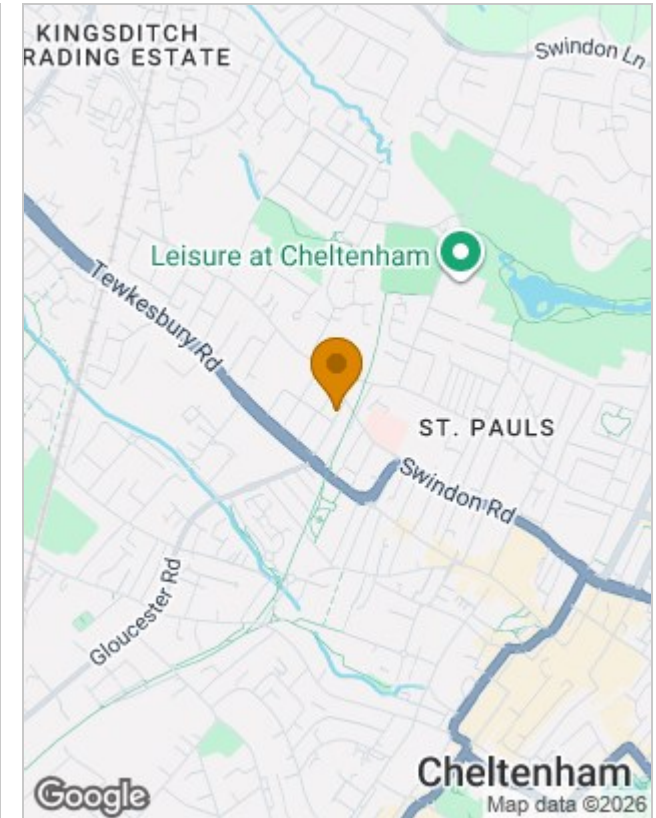 KINGSDITCH
RADING ESTATE
Swindon Ln
Leisure at Cheltenham
Tewkesbury Rd
ST. PAULS
Swindon Rd
Gloucester Rd
Cheltenham
Google
Map data ©2026